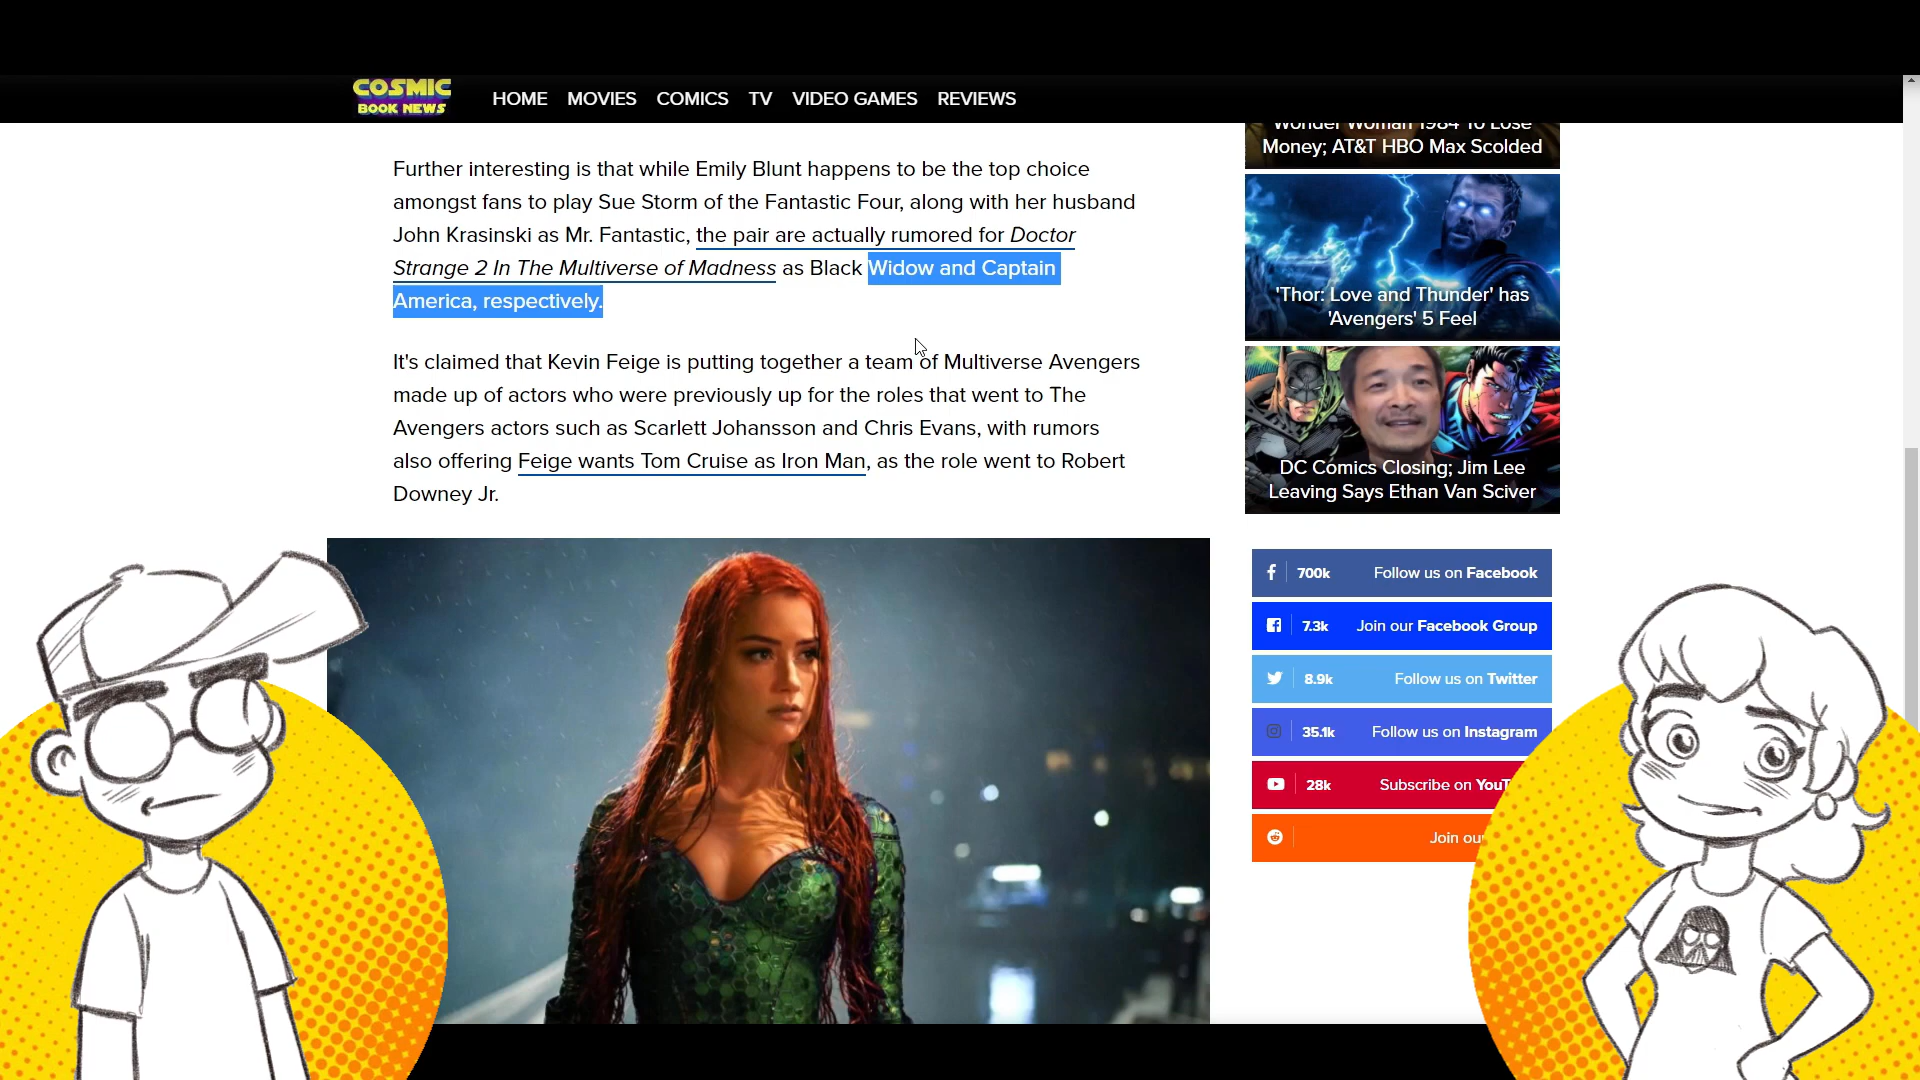 COSMIC
BOOK NEWS
HOME MOVIES COMICS TV VIDEO GAMES REVIEWS
Further interesting is that while Emily Blunt happens to be the top choice
amongst fans to play Sue Storm of the Fantastic Four, along with her husband
John Krasinski as Mr. Fantastic, the pair are actually rumored for Doctor
Strange 2 In The Multiverse of Madness as Black Widow and Captain
America, respectively.
It's claimed that Kevin Feige is putting together a team of Multiverse Avengers
made up of actors who were previously up for the roles that went to The
Avengers actors such as Scarlett Johansson and Chris Evans, with rumors
also offering Feige wants Tom Cruise as Iron Man, as the role went to Robert
Downey Jr.
Wonder Woman 1984 To Lose
Money; AT&T HBO Max Scolded
'Thor: Love and Thunder' has
'Avengers' 5 Feel
DC Comics Closing; Jim Lee
Leaving Says Ethan Van Sciver
700k Follow us on Facebook
7.3k Join our Facebook Group
8.9k Follow us on Twitter
35.1k Follow us on Instagram
28k Subscribe on YouT
Join our